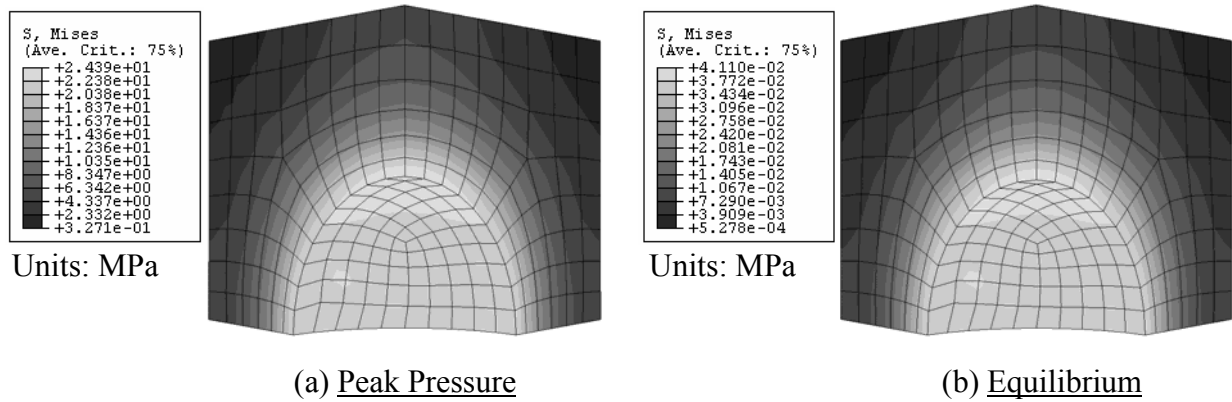 S, Mises
(Ave. Crit.: 75%)
+2.439e+01
+2.238e+01
+2.038e+01
+1.837e+01
+1.637e+01
+1.436e+01
+1.236e+01
+1.035e+01
+8.347e+00
+6.342e+00
+4.337e+00
+2.332e+00
+3.271e-01
Units: MPa
(a) Peak Pressure
S, Mises
(Ave. Crit.: 75%)
+4.110e-02
+3.772e-02
+3.434e-02
+3.096e-02
+2.758e-02
+2.420e-02
+2.081e-02
+1.743e-02
+1.405e-02
+1.067e-02
+7.290e-03
+3.909e-03
+5.278e-04
Units: MPa
(b) Equilibrium